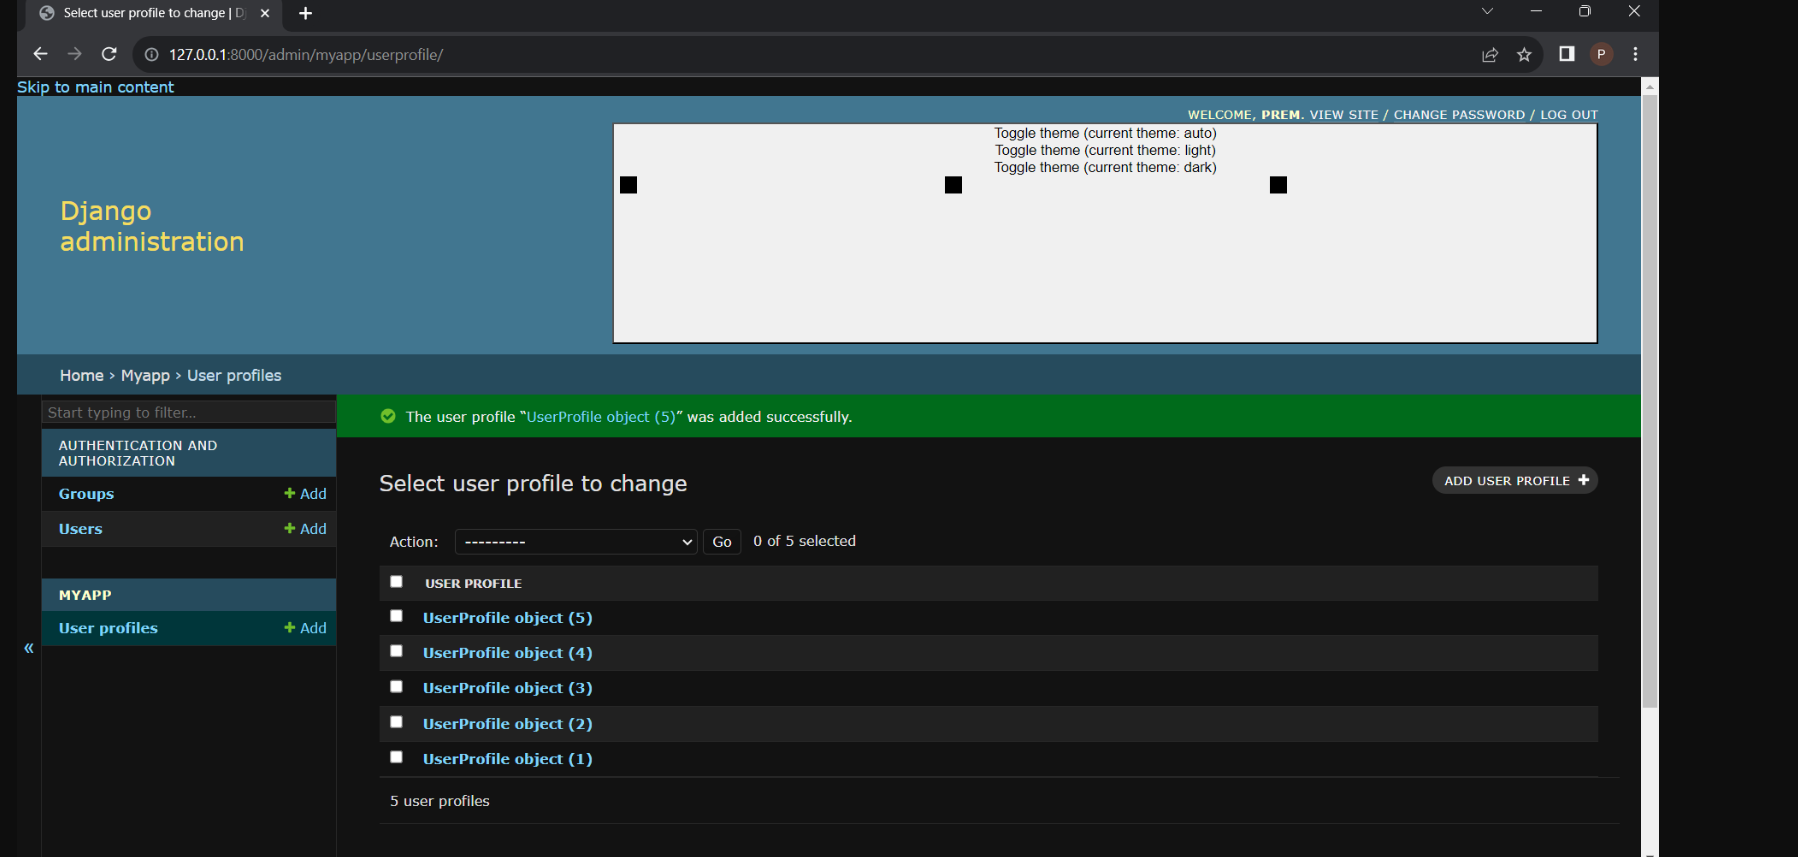 Select user profile to change | D
127.0.0.1:8000/admin/myapp/userprofile/
P
Skip to main content
WELCOME, PREM. VIEW SITE / CHANGE PASSWORD / LOG OUT
Toggle theme (current theme: auto)
Toggle theme (current theme: light)
Toggle theme (current theme: dark)
Django
administration
Home › Myapp › User profiles
Start typing to filter...
The user profile “UserProfile object (5)” was added successfully.
AUTHENTICATION AND
AUTHORIZATION
Groups + Add
Users + Add
MYAPP
User profiles + Add
«
Select user profile to change
ADD USER PROFILE +
Action: --------- Go 0 of 5 selected
USER PROFILE
UserProfile object (5)
UserProfile object (4)
UserProfile object (3)
UserProfile object (2)
UserProfile object (1)
5 user profiles